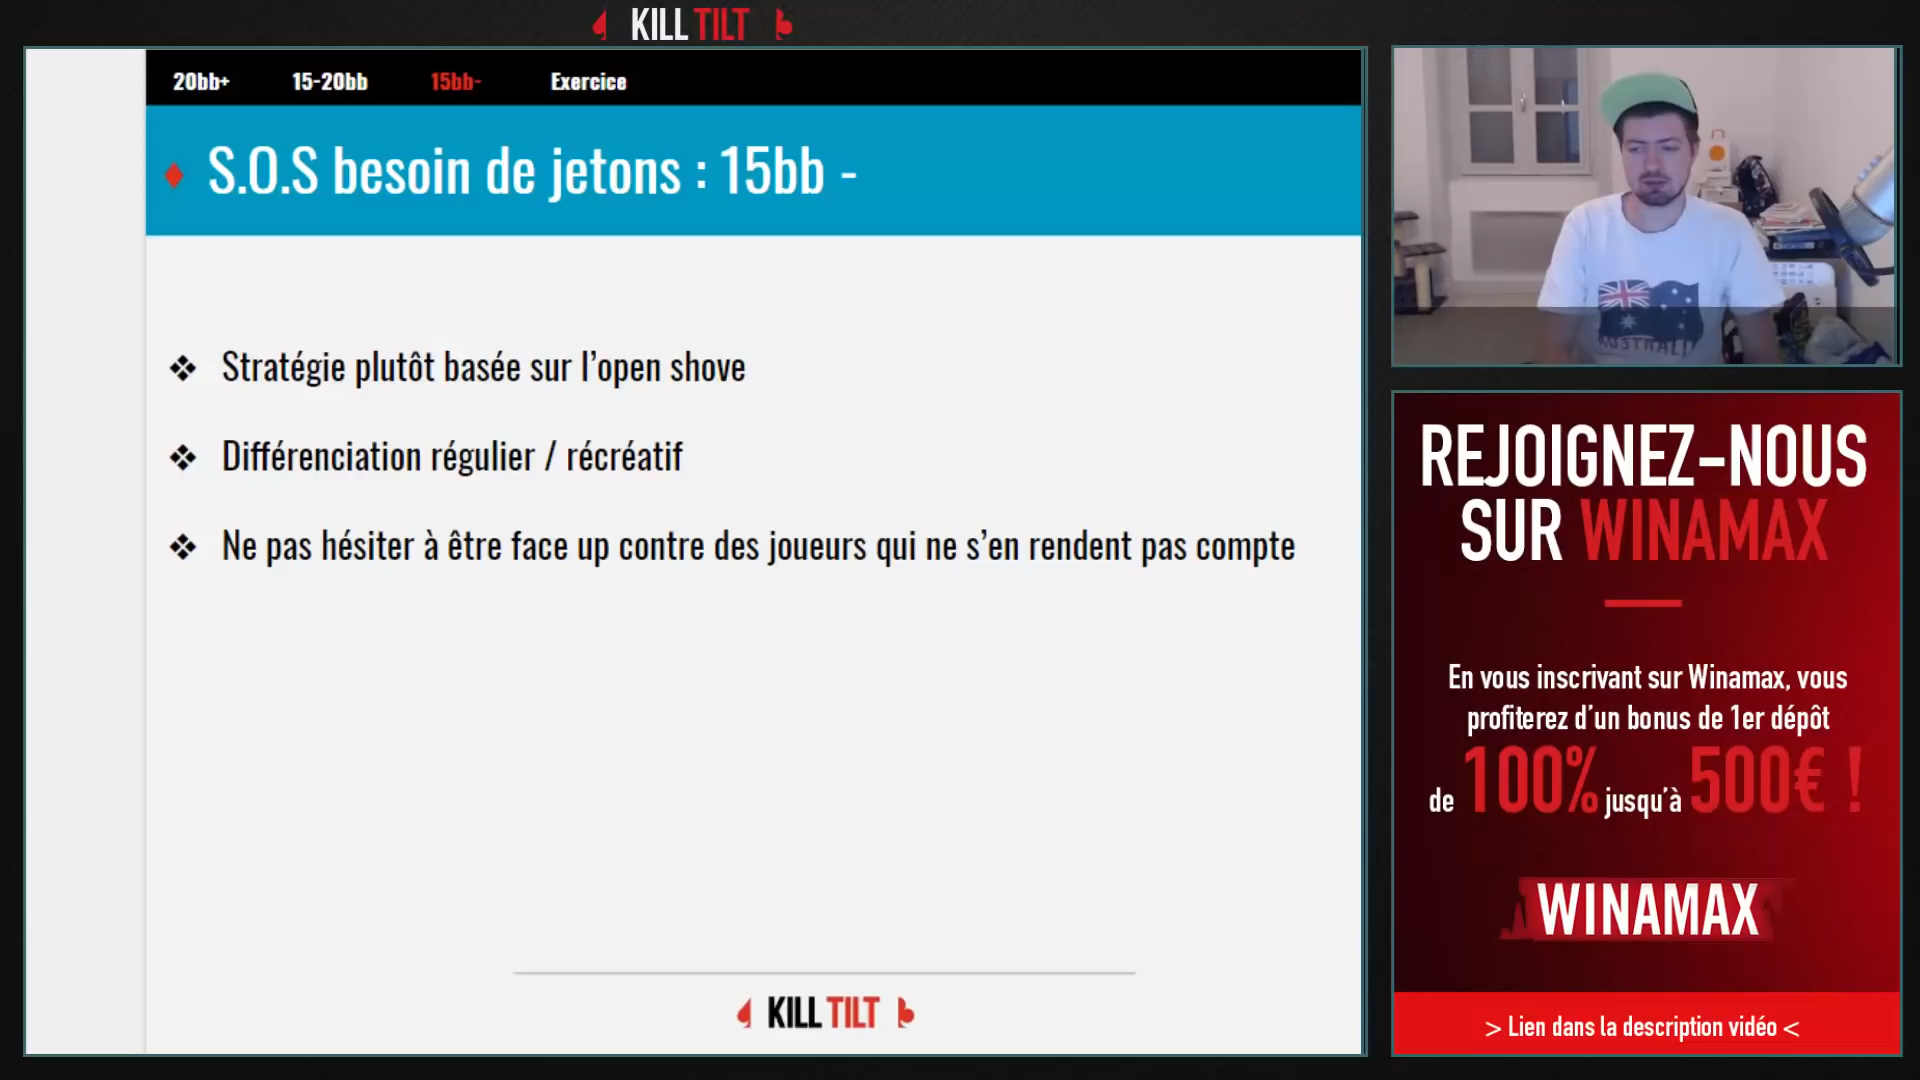 KILL TILT
20bb+ 15-20bb 15bb- Exercice
S.O.S besoin de jetons : 15bb -
Stratégie plutôt basée sur l’open shove
Différenciation régulier / récréatif
Ne pas hésiter à être face up contre des joueurs qui ne s’en rendent pas compte
KILL TILT
AUSTRALI
REJOIGNEZ-NOUS
SUR WINAMAX
En vous inscrivant sur Winamax, vous
profiterez d’un bonus de 1er dépôt
de 100% jusqu’à 500€ !
WINAMAX
> Lien dans la description vidéo <